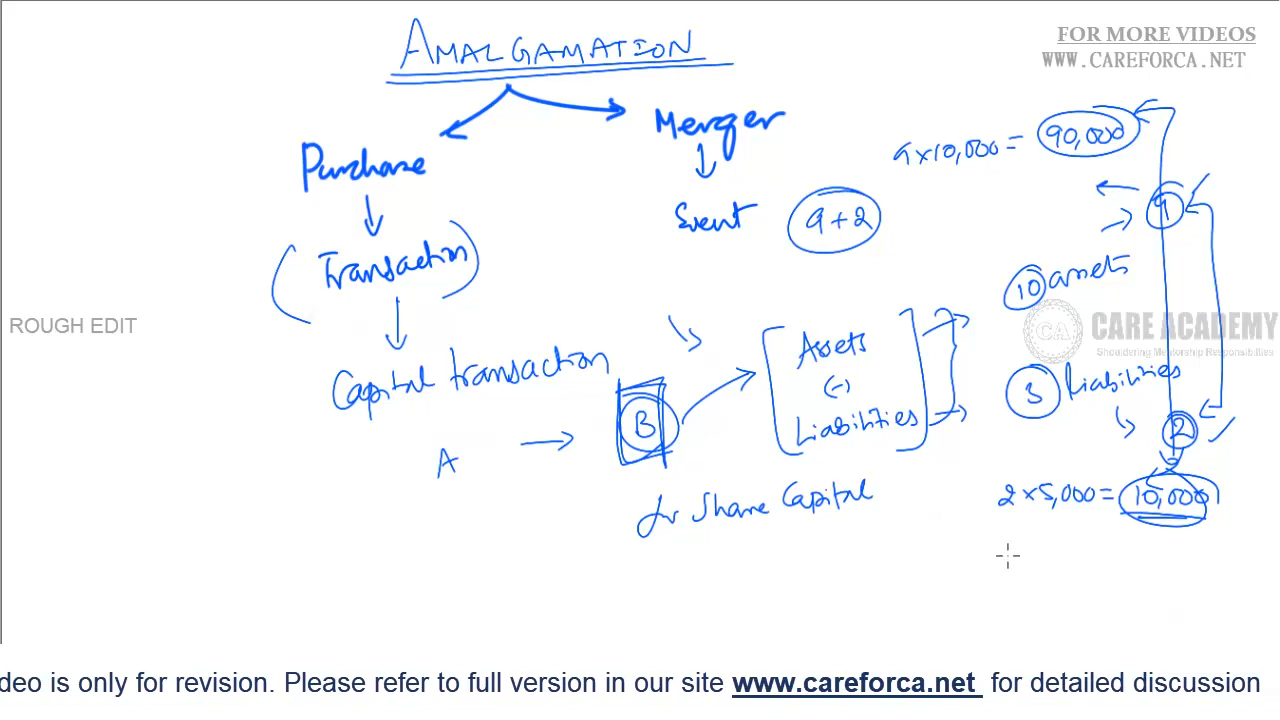 AMALGAMATION
FOR MORE VIDEOS
WWW.CAREFORCA.NET
Purchase
Merger
9 x 10,000 = 90,000
Transaction
Event
9 + 2
9
10 assets
ROUGH EDIT
CA CARE ACADEMY
Shouldering Mentorship Responsibilities
Capital transaction
Assets
(-)
Liabilities
3 liabilities
A
B
2
for Share Capital
2 x 5,000 = 10,000
deo is only for revision. Please refer to full version in our site www.careforca.net for detailed discussion